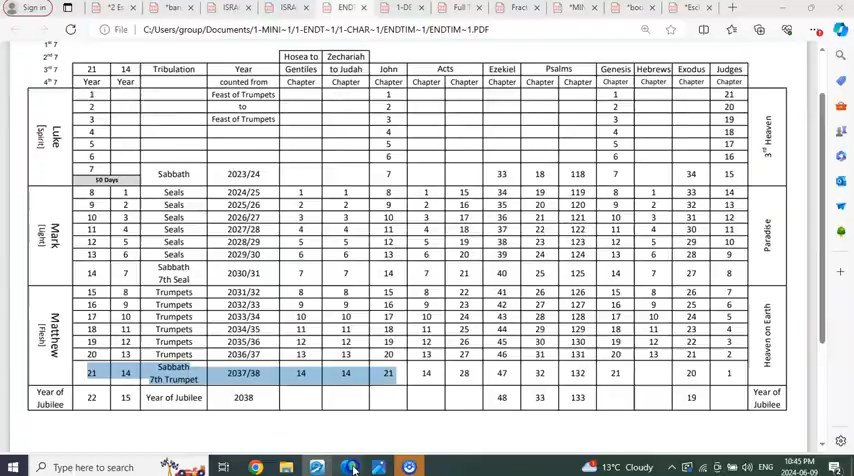 Sign in
*2 Es
*bar
ISRA
ISRA
ENDT
1-DE
Full T
Fract
*MIN
*boo
*Escl
File
C:/Users/group/Documents/1-MINI~1/1-ENDT~1/1-CHAR~1/ENDTIM~1/ENDTIM~1.PDF
1st 7
2nd 7 Hosea to Zechariah
3rd 7 21 14 Tribulation Year Gentiles to Judah John Acts Ezekiel Psalms Genesis Hebrews Exodus Judges
4th 7 Year Year counted from Chapter Chapter Chapter Chapter Chapter Chapter Chapter Chapter Chapter Chapter Chapter Chapter
Luke
[Spirit]
1 Feast of Trumpets 1 1 21
2 to 2 2 20
3 Feast of Trumpets 3 3 19
4 4 4 18
5 5 5 17
6 6 6 16
7 Sabbath 2023/24 7 33 18 118 7 34 15
50 Days
3rd Heaven
Mark
[Light]
8 1 Seals 2024/25 1 1 8 1 15 34 19 119 8 1 33 14
9 2 Seals 2025/26 2 2 9 2 16 35 20 120 9 2 32 13
10 3 Seals 2026/27 3 3 10 3 17 36 21 121 10 3 31 12
11 4 Seals 2027/28 4 4 11 4 18 37 22 122 11 4 30 11
12 5 Seals 2028/29 5 5 12 5 19 38 23 123 12 5 29 10
13 6 Seals 2029/30 6 6 13 6 20 39 24 124 13 6 28 9
14 7 Sabbath 2030/31 7 7 14 7 21 40 25 125 14 7 27 8
7th Seal
Paradise
Matthew
[Flesh]
15 8 Trumpets 2031/32 8 8 15 8 22 41 26 126 15 8 26 7
16 9 Trumpets 2032/33 9 9 16 9 23 42 27 127 16 9 25 6
17 10 Trumpets 2033/34 10 10 17 10 24 43 28 128 17 10 24 5
18 11 Trumpets 2034/35 11 11 18 11 25 44 29 129 18 11 23 4
19 12 Trumpets 2035/36 12 12 19 12 26 45 30 130 19 12 22 3
20 13 Trumpets 2036/37 13 13 20 13 27 46 31 131 20 13 21 2
21 14 Sabbath 2037/38 14 14 21 14 28 47 32 132 21 20 1
7th Trumpet
Heaven on Earth
Year of Jubilee 22 15 Year of Jubilee 2038 48 33 133 19 Year of Jubilee
Type here to search
13°C Cloudy
ENG
10:45 PM
2024-06-09